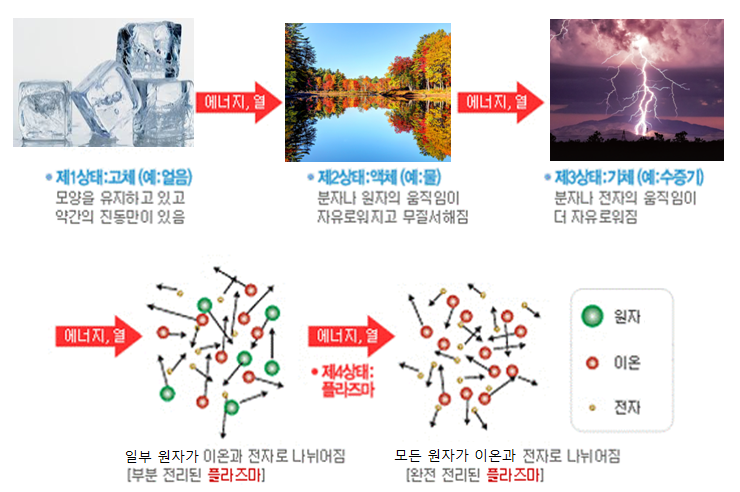 에너지, 열
에너지, 열
• 제1상태:고체 (예:얼음)
모양을 유지하고 있고
약간의 진동만이 있음
• 제2상태:액체 (예:물)
분자나 원자의 움직임이
자유로워지고 무질서해짐
• 제3상태:기체 (예:수증기)
분자나 전자의 움직임이
더 자유로워짐
에너지, 열
에너지, 열
• 제4상태:
플라즈마
원자
이온
전자
일부 원자가 이온과 전자로 나뉘어짐
[부분 전리된 플라즈마]
모든 원자가 이온과 전자로 나뉘어짐
[완전 전리된 플라즈마]